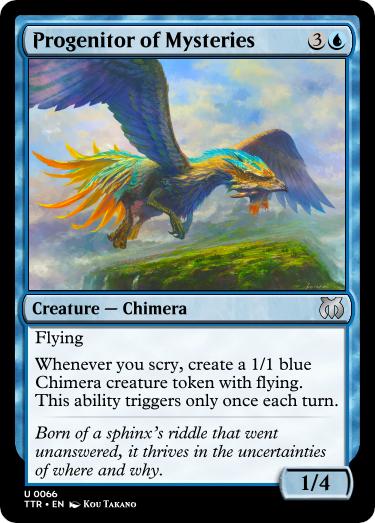 Progenitor of Mysteries 3
Creature — Chimera
Flying
Whenever you scry, create a 1/1 blue
Chimera creature token with flying.
This ability triggers only once each turn.
Born of a sphinx's riddle that went
unanswered, it thrives in the uncertainties
of where and why.
1/4
U 0066
TTR • EN Kou Takano